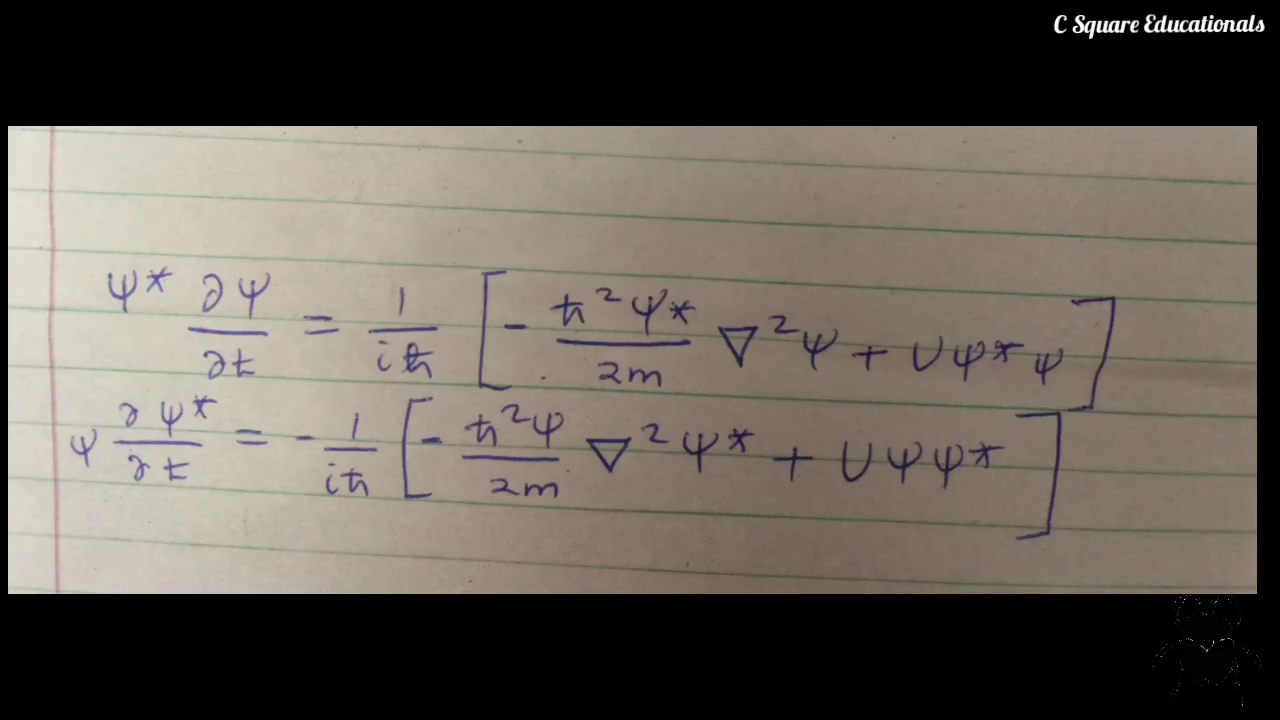 C Square Educationals
ψ* ∂ψ/∂t = 1/iħ [- ħ²ψ*/2m ∇²ψ + Uψ*ψ]
ψ ∂ψ*/∂t = - 1/iħ [- ħ²ψ/2m ∇²ψ* + Uψψ*]